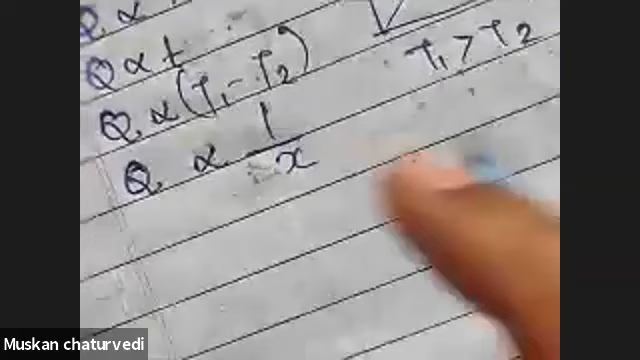 Q ∝
Q ∝ t
Q ∝ (T₁ - T₂)
T₁ > T₂
Q ∝ 1/x
Muskan chaturvedi